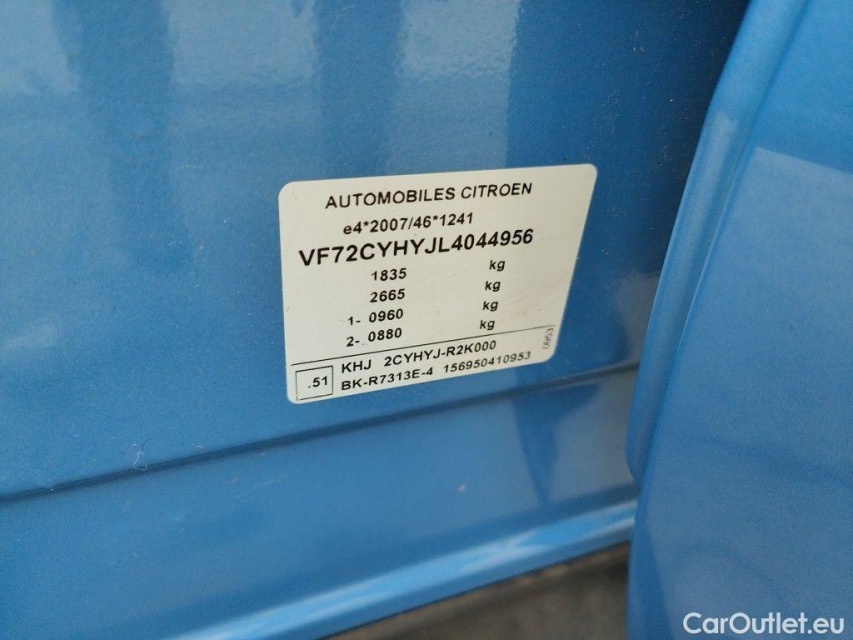 AUTOMOBILES CITROEN
e4*2007/46*1241
VF72CYHYJL4044956
1835 kg
2665 kg
1- 0960 kg
2- 0880 kg
.51 KHJ 2CYHYJ-R2K000
BK-R7313E-4 156950410953
0953
CarOutlet.eu